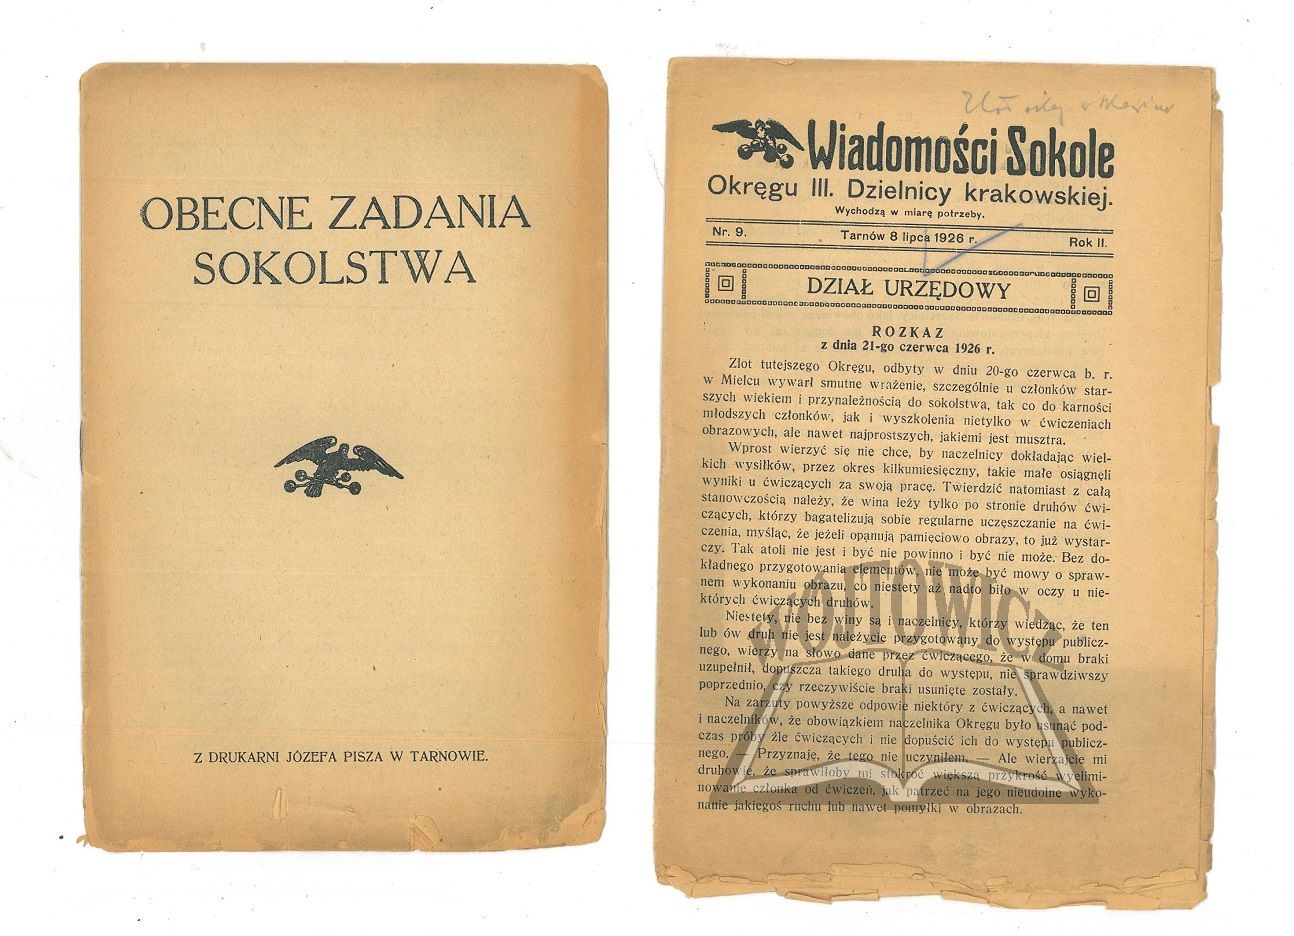 OBECNE ZADANIA
SOKOLSTWA
Z DRUKARNI JÓZEFA PISZA W TARNOWIE.
Wiadomości Sokole
Okręgu III. Dzielnicy krakowskiej.
Wychodzą w miarę potrzeby.
Nr. 9. Tarnów 8 lipca 1926 r. Rok II.
DZIAŁ URZĘDOWY
ROZKAZ
z dnia 21-go czerwca 1926 r.
Zlot tutejszego Okręgu, odbyty w dniu 20-go czerwca b. r.
w Mielcu wywarł smutne wrażenie, szczególnie u członków star-
szych wiekiem i przynależnością do sokolstwa, tak co do karności
młodszych członków, jak i wyszkolenia nietylko w ćwiczeniach
obrazowych, ale nawet najprostszych, jakiemi jest musztra.
Wprost wierzyć się nie chce, by naczelnicy dokładając wiel-
kich wysiłków, przez okres kilkumiesięczny, takie małe osiągnęli
wyniki u ćwiczących za swoją pracę. Twierdzić natomiast z całą
stanowczością należy, że wina leży tylko po stronie druhów ćwi-
czących, którzy bagatelizują sobie regularne uczęszczanie na ćwi-
czenia, myśląc, że jeżeli opanują pamięciowo obrazy, to już wystar-
czy. Tak atoli nie jest i być nie powinno i być nie może. Bez do-
kładnego przygotowania elementów, nie może być mowy o spraw-
nem wykonaniu obrazu, co niestety aż nadto biło w oczy u nie-
których ćwiczących druhów.
Niestety, nie bez winy są i naczelnicy, którzy wiedząc, że ten
lub ów druh nie jest należycie przygotowany do występu publicz-
nego, wierzy na słowo dane przez ćwiczącego, że w domu braki
uzupełnił, dopuszcza takiego druha do występu, nie sprawdziwszy
poprzednio, czy rzeczywiście braki usunięte zostały.
Na zarzuty powyższe odpowie niektóry z ćwiczących, a nawet
i naczelników, że obowiązkiem naczelnika Okręgu było usunąć pod-
czas próby źle ćwiczących i nie dopuścić ich do występu publicz-
nego. — Przyznaję, że tego nie uczyniłem. — Ale wierzajcie mi
druhowie, że sprawiłoby mi stokroć większą przykrość wyelimi-
nowanie członka od ćwiczeń, jak patrzeć na jego nieudolne wyko-
nanie jakiegoś ruchu lub nawet pomyłki w obrazach.
WÓJTOWICZ